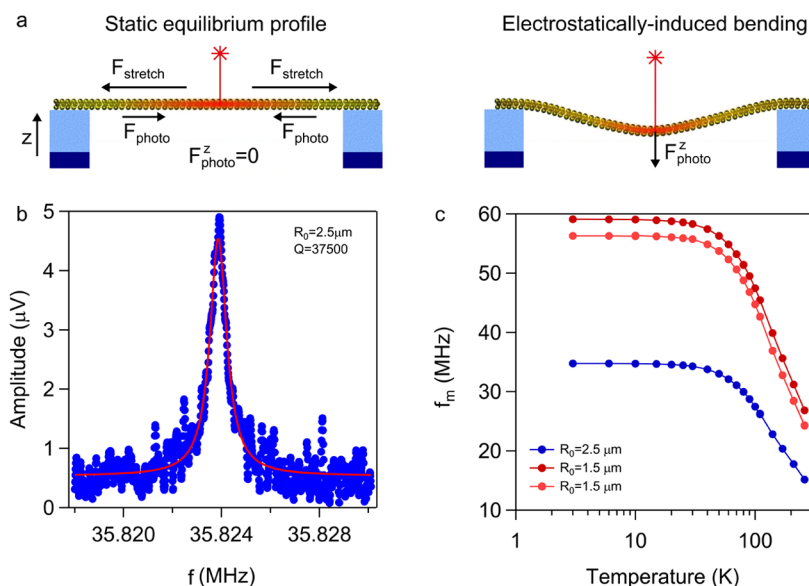 a
Static equilibrium profile
Electrostatically-induced bending
F_stretch F_stretch
F_photo F_photo
z
F^z_photo=0
F^z_photo
b
5
4
3
2
1
0
Amplitude (μV)
R₀=2.5μm
Q=37500
35.820 35.824 35.828
f (MHz)
c
60
50
40
30
20
10
f_m (MHz)
R₀=2.5 μm
R₀=1.5 μm
R₀=1.5 μm
1 10 100
Temperature (K)